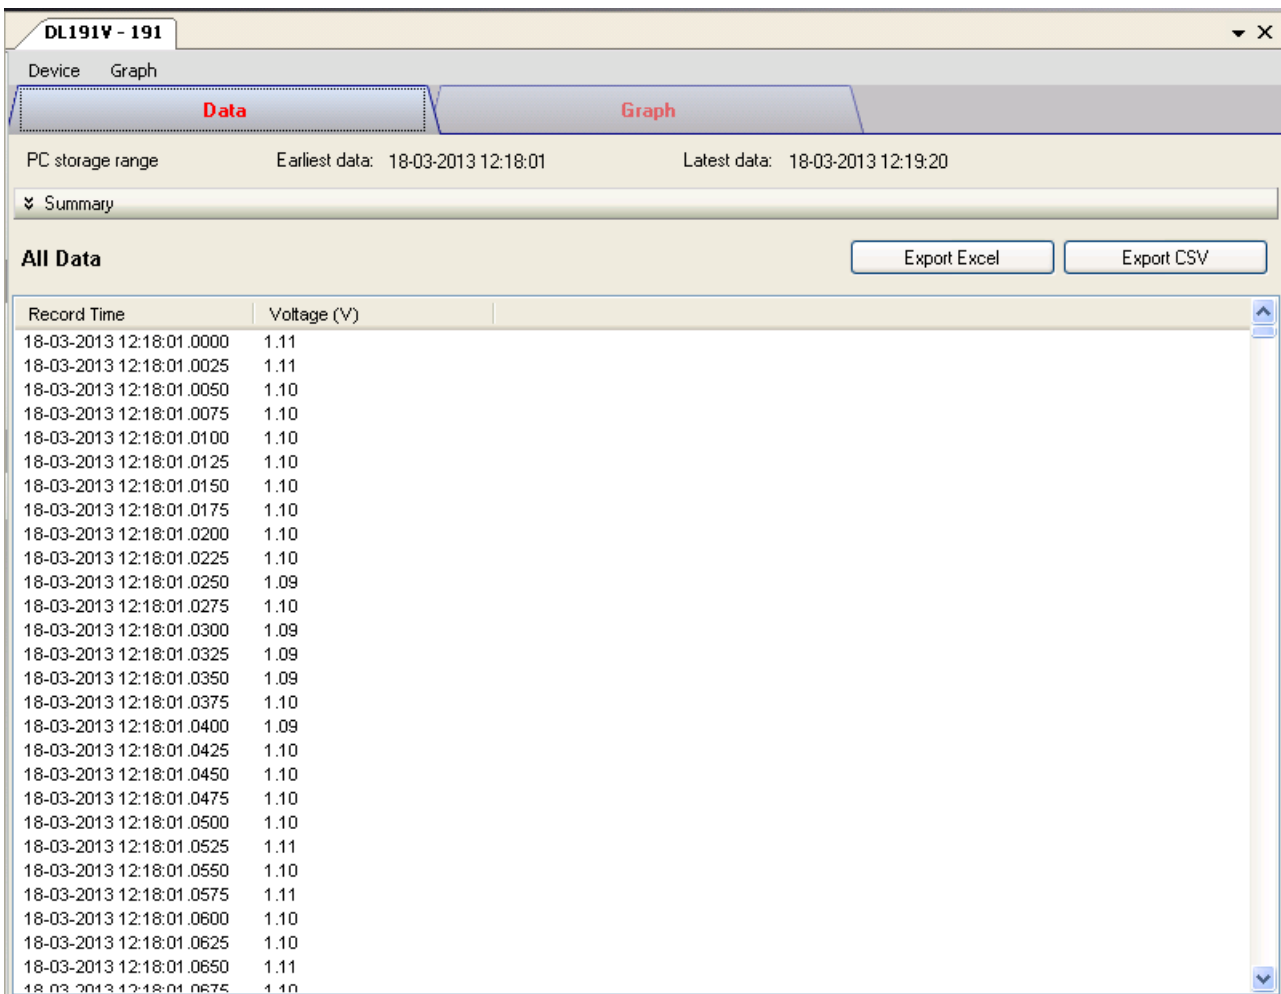 DL191V - 191
Device Graph
Data Graph
PC storage range Earliest data: 18-03-2013 12:18:01 Latest data: 18-03-2013 12:19:20
Summary
All Data Export Excel Export CSV
Record Time Voltage (V)
18-03-2013 12:18:01.0000 1.11
18-03-2013 12:18:01.0025 1.11
18-03-2013 12:18:01.0050 1.10
18-03-2013 12:18:01.0075 1.10
18-03-2013 12:18:01.0100 1.10
18-03-2013 12:18:01.0125 1.10
18-03-2013 12:18:01.0150 1.10
18-03-2013 12:18:01.0175 1.10
18-03-2013 12:18:01.0200 1.10
18-03-2013 12:18:01.0225 1.10
18-03-2013 12:18:01.0250 1.09
18-03-2013 12:18:01.0275 1.10
18-03-2013 12:18:01.0300 1.09
18-03-2013 12:18:01.0325 1.09
18-03-2013 12:18:01.0350 1.09
18-03-2013 12:18:01.0375 1.10
18-03-2013 12:18:01.0400 1.09
18-03-2013 12:18:01.0425 1.10
18-03-2013 12:18:01.0450 1.10
18-03-2013 12:18:01.0475 1.10
18-03-2013 12:18:01.0500 1.10
18-03-2013 12:18:01.0525 1.11
18-03-2013 12:18:01.0550 1.10
18-03-2013 12:18:01.0575 1.11
18-03-2013 12:18:01.0600 1.10
18-03-2013 12:18:01.0625 1.10
18-03-2013 12:18:01.0650 1.11
18-03-2013 12:18:01.0675 1.10